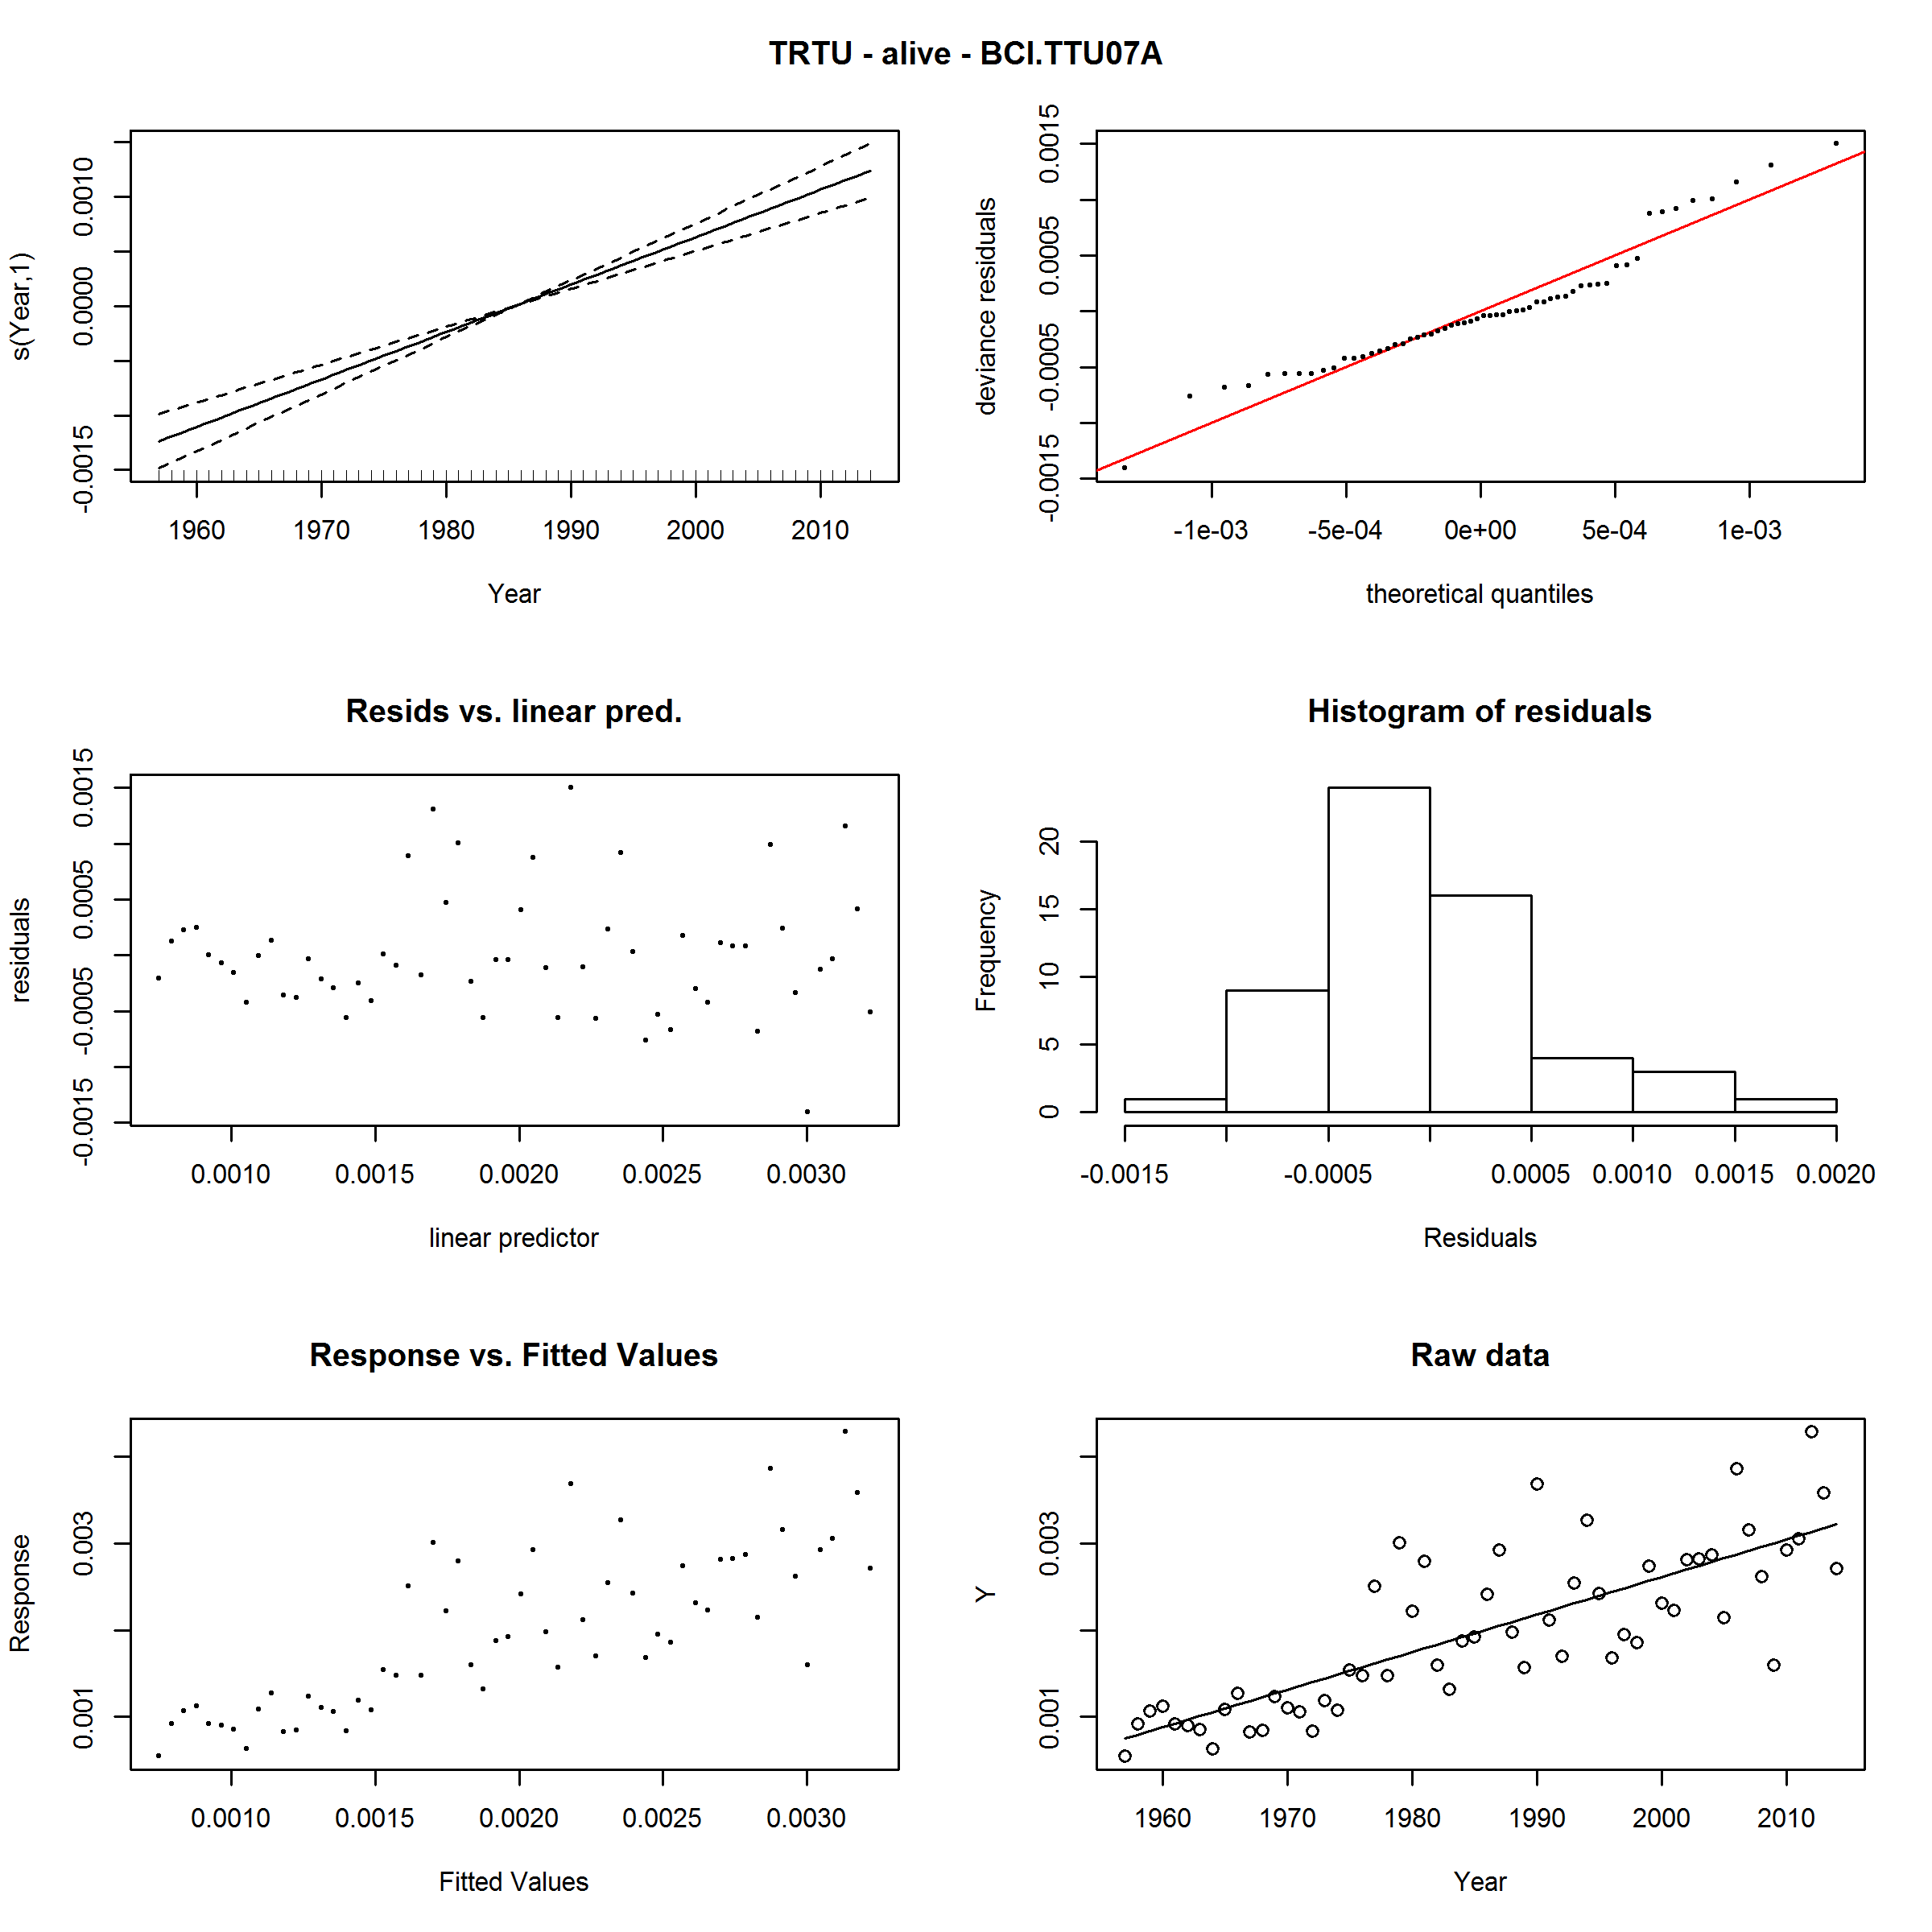 TRTU - alive - BCI.TTU07A
s(Year,1)
-0.0015 0.0000 0.0010
1960 1970 1980 1990 2000 2010
Year
deviance residuals
-0.0015 -0.0005 0.0005 0.0015
-1e-03 -5e-04 0e+00 5e-04 1e-03
theoretical quantiles
Resids vs. linear pred.
residuals
-0.0015 -0.0005 0.0005 0.0015
0.0010 0.0015 0.0020 0.0025 0.0030
linear predictor
Histogram of residuals
Frequency
0 5 10 15 20
-0.0015 -0.0005 0.0005 0.0010 0.0015 0.0020
Residuals
Response vs. Fitted Values
Response
0.001 0.003
0.0010 0.0015 0.0020 0.0025 0.0030
Fitted Values
Raw data
Y
0.001 0.003
1960 1970 1980 1990 2000 2010
Year